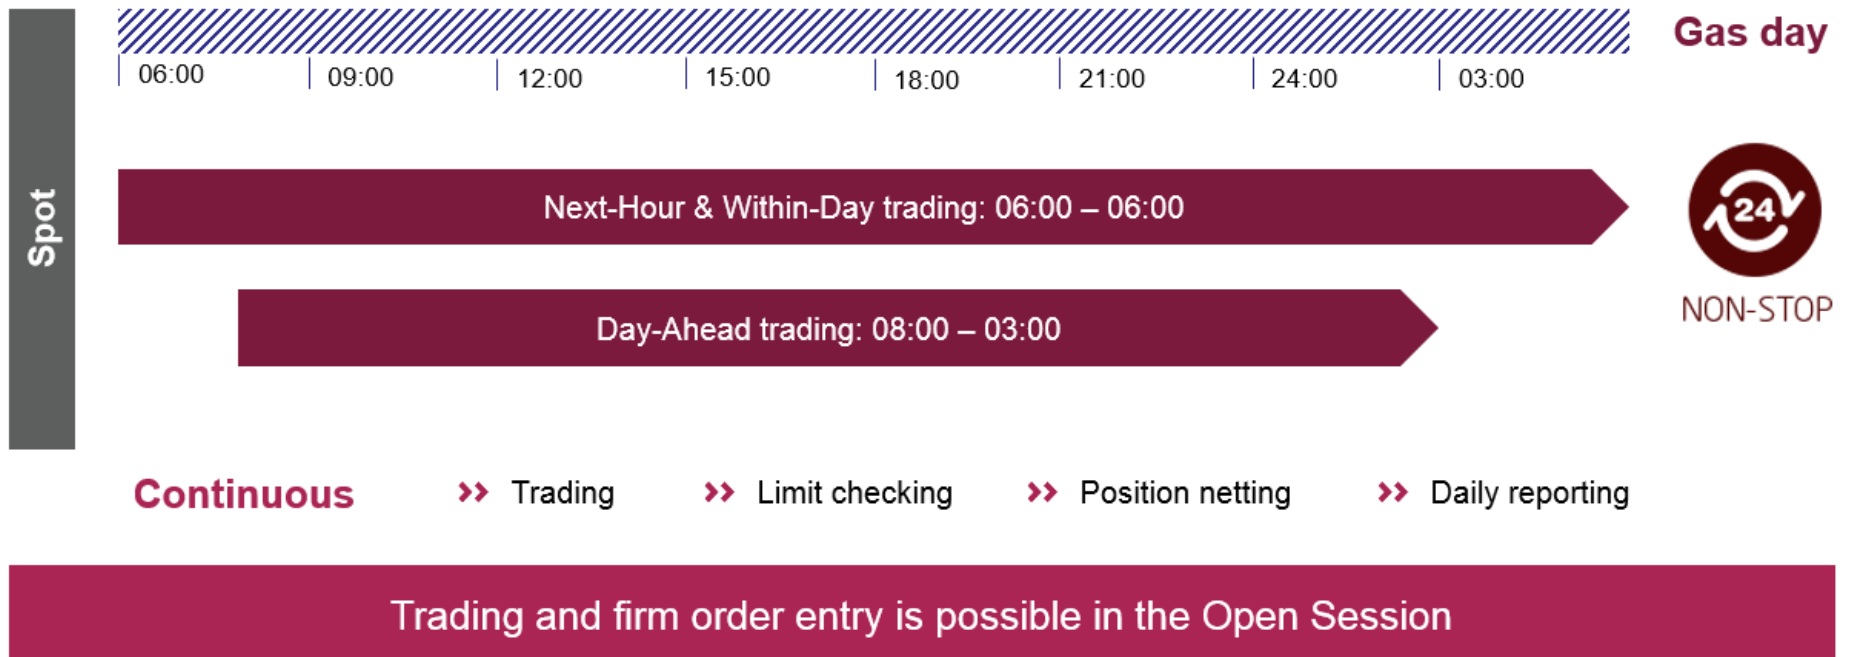 Gas day
06:00 09:00 12:00 15:00 18:00 21:00 24:00 03:00
Spot
Next-Hour & Within-Day trading: 06:00 – 06:00
24
NON-STOP
Day-Ahead trading: 08:00 – 03:00
Continuous
Trading
Limit checking
Position netting
Daily reporting
Trading and firm order entry is possible in the Open Session